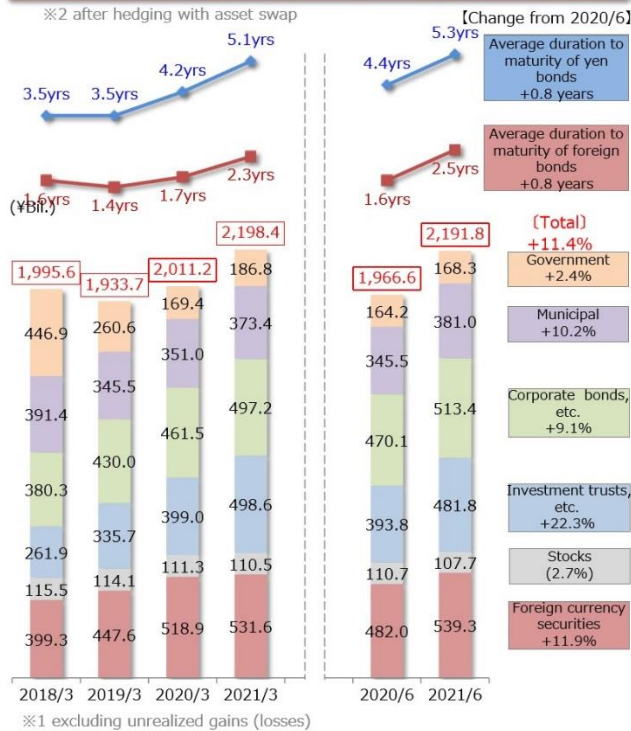 ※2 after hedging with asset swap
【Change from 2020/6】
3.5yrs 3.5yrs 4.2yrs 5.1yrs 4.4yrs 5.3yrs
Average duration to
maturity of yen
bonds
+0.8 years
1.6yrs 1.4yrs 1.7yrs 2.3yrs 1.6yrs 2.5yrs
Average duration to
maturity of foreign
bonds
+0.8 years
(¥Bil.)
1,995.6 1,933.7 2,011.2 2,198.4 1,966.6 2,191.8
〔Total〕
+11.4%
446.9 260.6 169.4 186.8 164.2 168.3
Government
+2.4%
391.4 345.5 351.0 373.4 345.5 381.0
Municipal
+10.2%
380.3 430.0 461.5 497.2 470.1 513.4
Corporate bonds,
etc.
+9.1%
261.9 335.7 399.0 498.6 393.8 481.8
Investment trusts,
etc.
+22.3%
115.5 114.1 111.3 110.5 110.7 107.7
Stocks
(2.7%)
399.3 447.6 518.9 531.6 482.0 539.3
Foreign currency
securities
+11.9%
2018/3 2019/3 2020/3 2021/3 2020/6 2021/6
※1 excluding unrealized gains (losses)